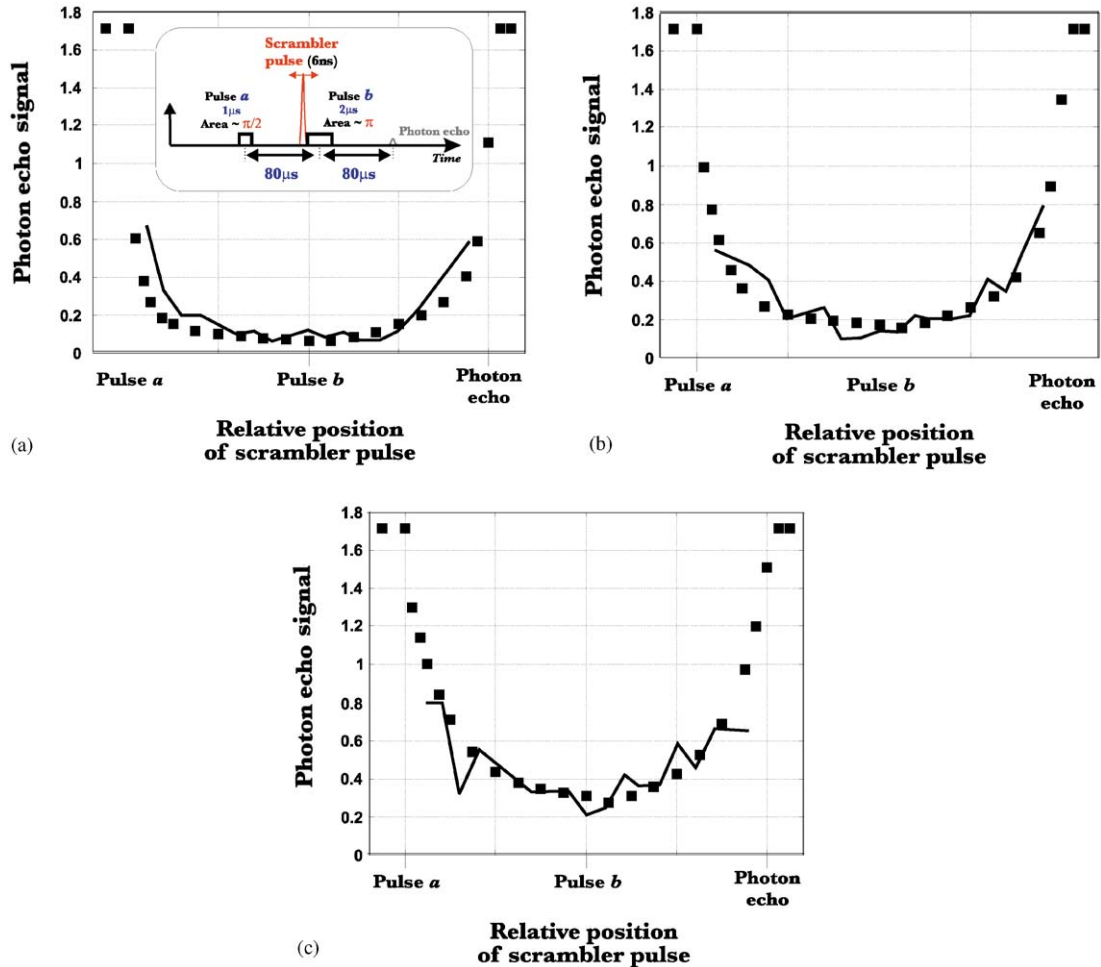 1.8
1.6
1.4
1.2
1
0.8
0.6
0.4
0.2
0
Photon echo signal
Scrambler
pulse (6ns)
Pulse a
1µs
Area ~ π/2
Pulse b
2µs
Area ~ π
Photon echo
Time
80µs
80µs
Pulse a
Pulse b
Photon
echo
Relative position
of scrambler pulse
(a)
1.8
1.6
1.4
1.2
1
0.8
0.6
0.4
0.2
0
Photon echo signal
Pulse a
Pulse b
Photon
echo
Relative position
of scrambler pulse
(b)
1.8
1.6
1.4
1.2
1
0.8
0.6
0.4
0.2
0
Photon echo signal
Pulse a
Pulse b
Photon
echo
Relative position
of scrambler pulse
(c)